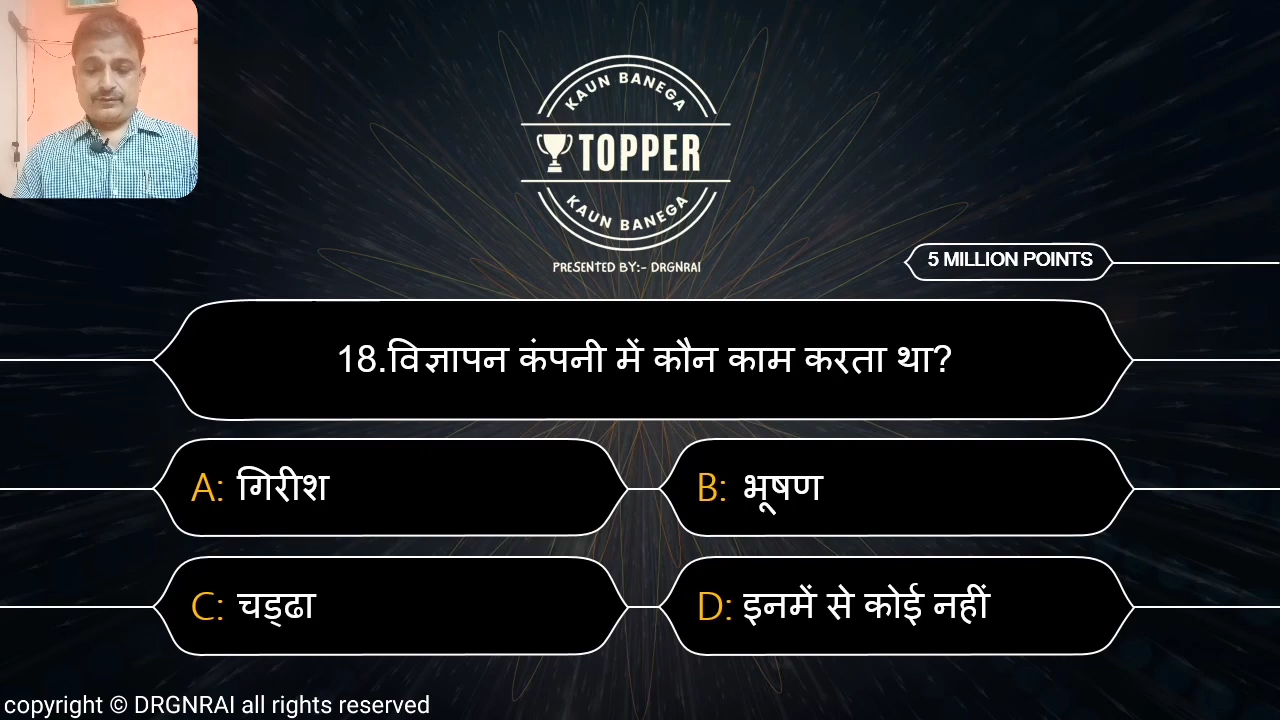 KAUN BANEGA
TOPPER
KAUN BANEGA
PRESENTED BY:- DRGNRAI
5 MILLION POINTS
18.विज्ञापन कंपनी में कौन काम करता था?
A: गिरीश
B: भूषण
C: चड्ढा
D: इनमें से कोई नहीं
copyright © DRGNRAI all rights reserved